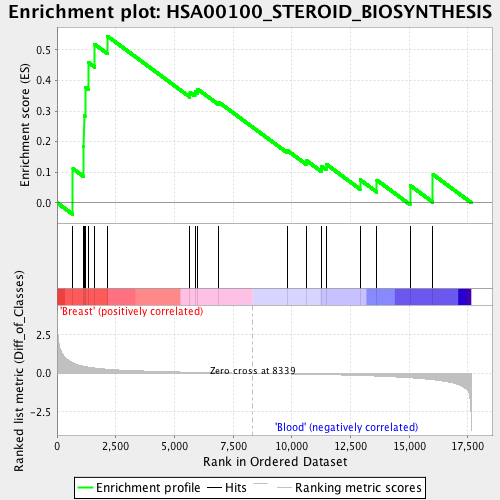 Enrichment plot: HSA00100_STEROID_BIOSYNTHESIS
Enrichment score (ES)
0.5
0.4
0.3
0.2
0.1
0.0
'Breast' (positively correlated)
Ranked list metric (Diff_of_Classes)
2.5
0.0
-2.5
Zero cross at 8339
'Blood' (negatively correlated)
0
2,500
5,000
7,500
10,000
12,500
15,000
17,500
Rank in Ordered Dataset
Enrichment profile
Hits
Ranking metric scores